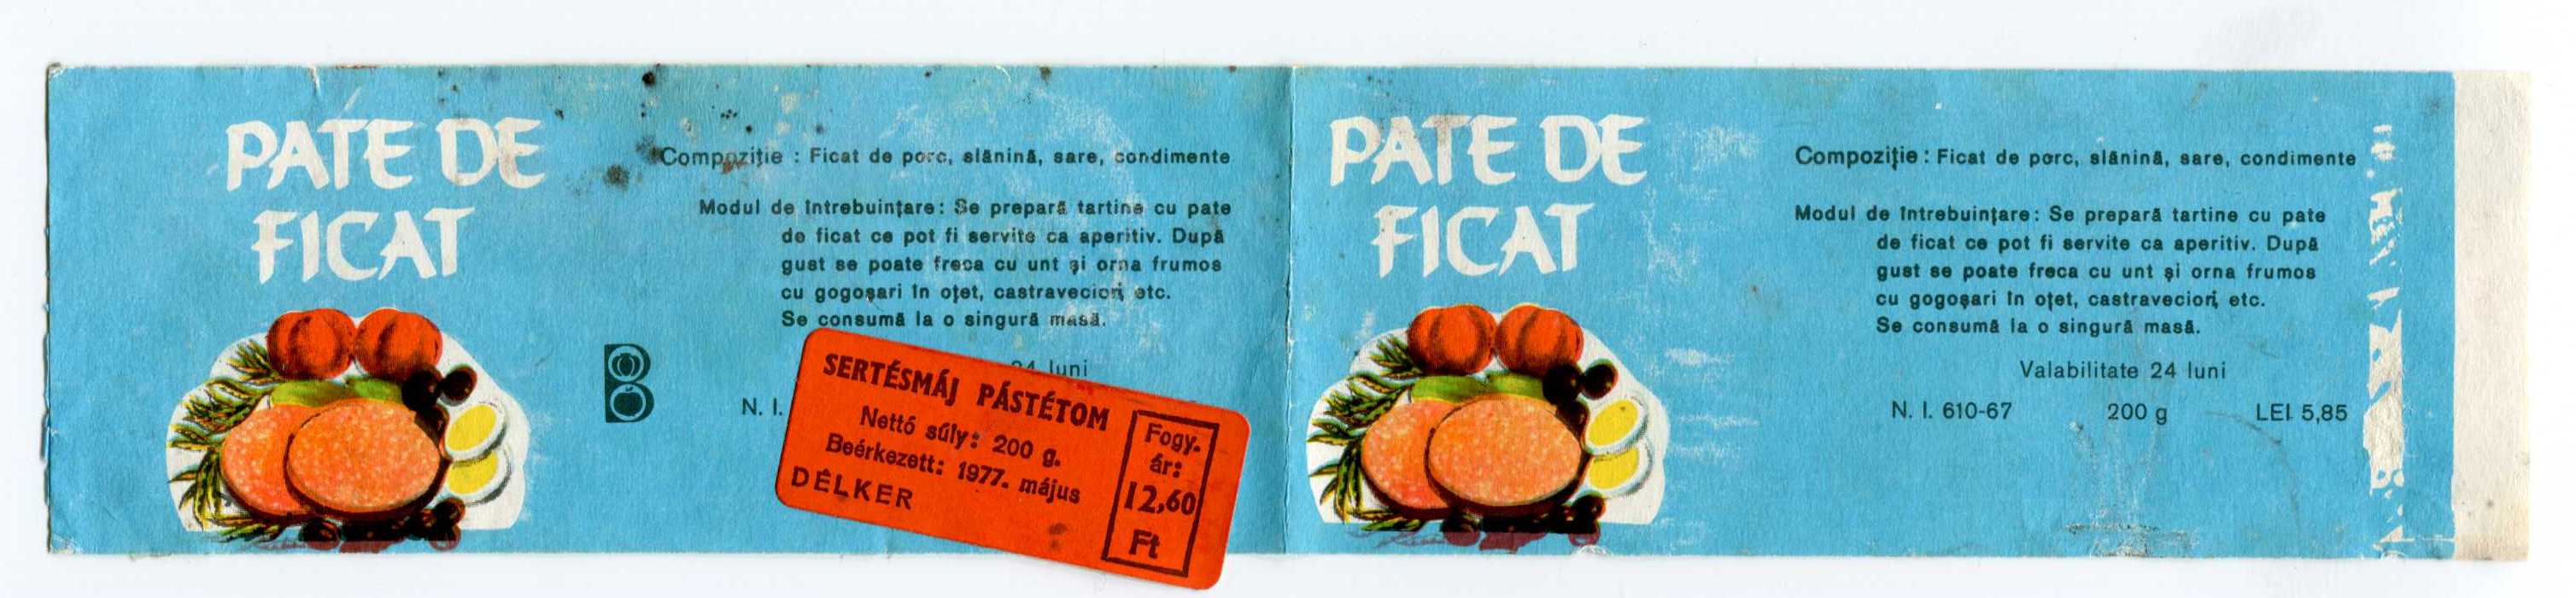 PATE DE
FICAT
Compoziţie : Ficat de porc, slănină, sare, condimente
Modul de întrebuinţare: Se prepară tartine cu pate
de ficat ce pot fi servite ca aperitiv. După
gust se poate freca cu unt şi orna frumos
cu gogoşari în oţet, castraveciori, etc.
Se consumă la o singură masă.
24 luni
N. I.
B
SERTÉSMÁJ PÁSTÉTOM
Nettó súly: 200 g.
Beérkezett: 1977. május
DÉLKER
Fogy.
ár:
12,60
Ft
PATE DE
FICAT
Compoziţie : Ficat de porc, slănină, sare, condimente
Modul de întrebuinţare: Se prepară tartine cu pate
de ficat ce pot fi servite ca aperitiv. După
gust se poate freca cu unt şi orna frumos
cu gogoşari în oţet, castraveciori, etc.
Se consumă la o singură masă.
Valabilitate 24 luni
N. I. 610-67 200 g LEI 5,85